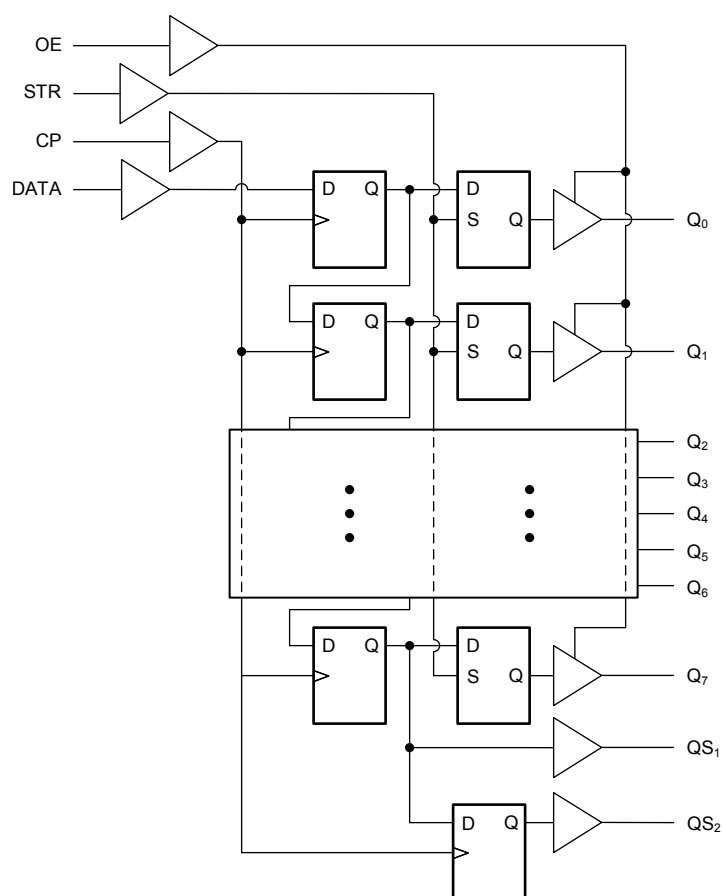 OE
STR
CP
DATA
D Q D Q₀
S Q
D Q D
S Q Q₁
Q₂
Q₃
Q₄
Q₅
Q₆
D Q D
S Q Q₇
QS₁
D Q QS₂